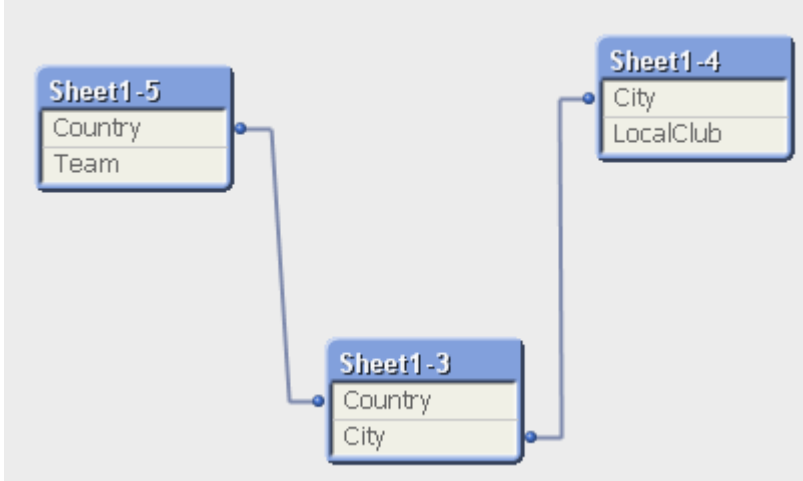 Sheet1-5
Country
Team
Sheet1-4
City
LocalClub
Sheet1-3
Country
City